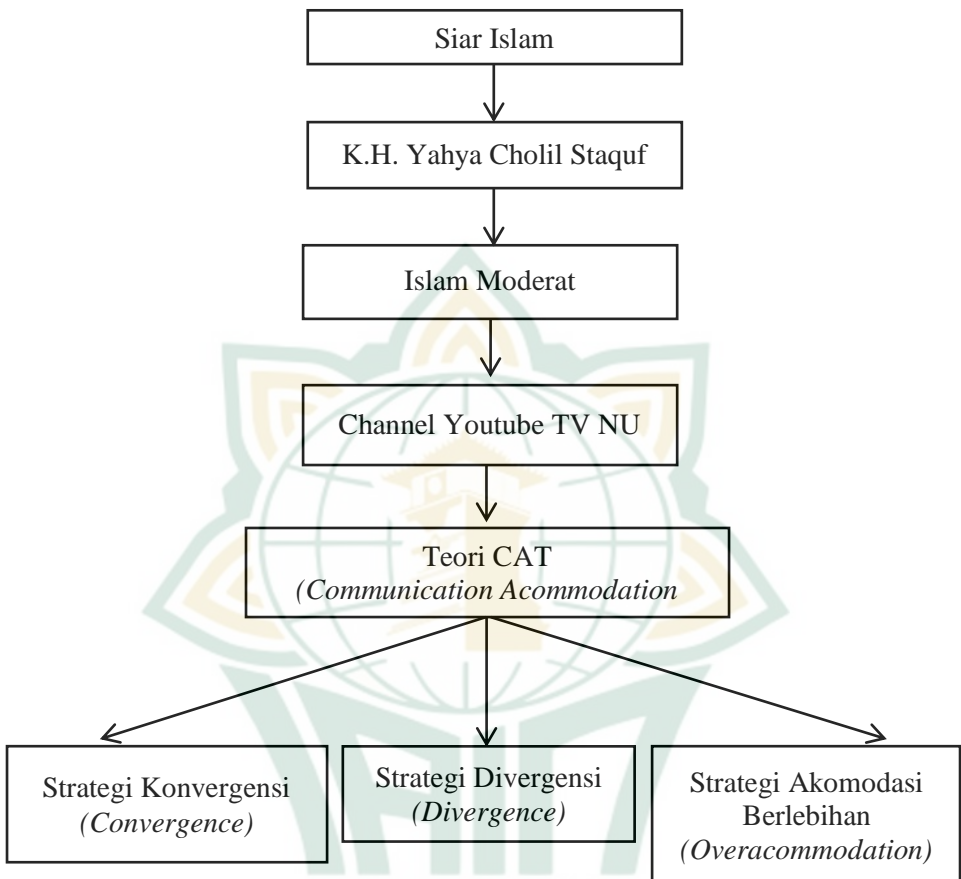 Siar Islam
K.H. Yahya Cholil Staquf
Islam Moderat
Channel Youtube TV NU
Teori CAT
(Communication Acommodation
Strategi Konvergensi
(Convergence)
Strategi Divergensi
(Divergence)
Strategi Akomodasi
Berlebihan
(Overacommodation)
IAIN